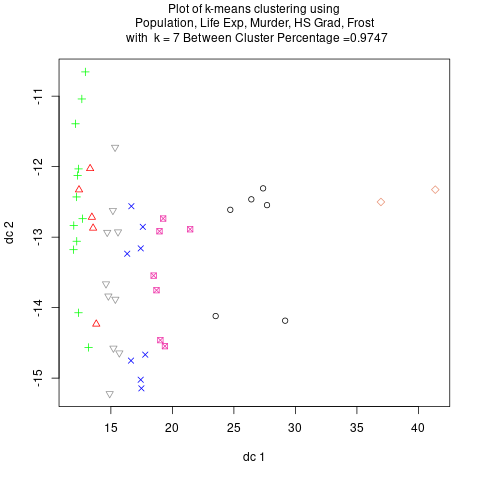 Plot of k-means clustering using
Population, Life Exp, Murder, HS Grad, Frost
with k = 7 Between Cluster Percentage =0.9747
dc 2
-11
-12
-13
-14
-15
15 20 25 30 35 40
dc 1